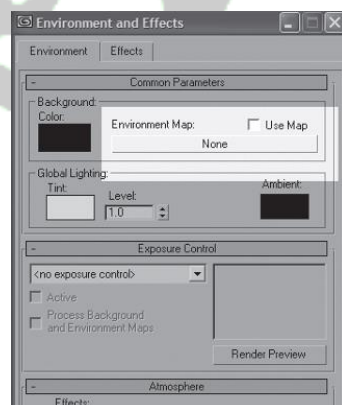 Environment and Effects
Environment Effects
- Common Parameters
Background:
Color: Environment Map: Use Map
None
Global Lighting:
Tint: Level: Ambient:
1.0
- Exposure Control
<no exposure control>
Active
Process Background
and Environment Maps
Render Preview
- Atmosphere
Effects: